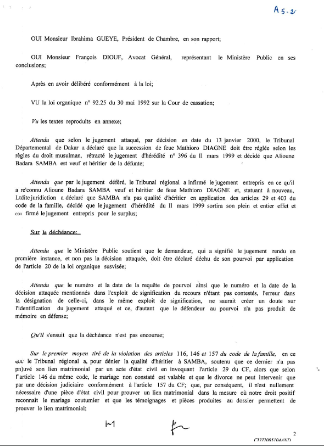 A 5-2
OUI Monsieur Ibrahima GUEYE, Président de Chambre, en son rapport;
OUI Monsieur François DIOUF, Avocat Général, représentant le Ministère Public en ses
conclusions;
Après en avoir délibéré conformément à la loi;
VU la loi organique n° 92.25 du 30 mai 1992 sur la Cour de cassation;
Vu les textes reproduits en annexe;
Attendu que selon le jugement attaqué, par décision en date du 13 janvier 2000, le Tribunal
Départemental de Dakar a déclaré que la succession de feue Mathioro DIAGNE doit être réglée selon les
règles du droit musulman, rétracté le jugement d'hérédité n° 396 du 11 mars 1999 et décidé que Alioune
Badara SAMBA est veuf et héritier de la défunte;
Attendu que par le jugement déféré, le Tribunal régional a infirmé le jugement entrepris en ce qu'il
a reconnu Alioune Badara SAMBA veuf et héritier de feue Mathioro DIAGNE et, statuant à nouveau,
Ladite juridiction a déclaré que SAMBA n'a pas qualité d'héritier en application des articles 29 et 403 du
code de la famille, décidé que le jugement d'hérédité du 11 mars 1999 sortira son plein et entier effet et
confirmé le jugement entrepris pour le surplus;
Sur la déchéance:
Attendu que le Ministère Public soutient que le demandeur, qui a signifié le jugement rendu en
première instance, et non pas la décision attaquée, doit être déclaré déchu de son pourvoi par application
de l'article 20 de la loi organique susvisée;
Attendu que le numéro et la date de la requête de pourvoi ainsi que le numéro et la date de la
décision attaquée mentionnés dans l'exploit de signification du recours n'étant pas contestés, l'erreur dans
la désignation de celle-ci, dans le même exploit de signification, ne saurait créer un doute sur
l'identification du jugement attaqué et ce, d'autant que le défendeur au pourvoi n'a pas produit de
mémoire en défense;
Qu'il s'ensuit que la déchéance n'est pas encourue;
Sur le premier moyen tiré de la violation des articles 116, 146 et 157 du code de la famille, en ce
que le Tribunal régional a, pour dénier la qualité d'héritier à SAMBA, soutenu que ce dernier n'a pas
prouvé son lien matrimonial par un acte d'état civil en invoquant l'article 29 du CF, alors que selon
l'article 146 du même code, le mariage non constaté est valable et que le divorce ne peut intervenir que
par une décision judiciaire conformément à l'article 157 du CF; que, par conséquent, il n'est nullement
nécessaire d'une pièce d'état civil pour prouver un lien matrimonial dans la mesure où notre droit positif
reconnaît le mariage coutumier et que les témoignages et pièces produites au dossier permettent de
prouver le lien matrimonial;
2